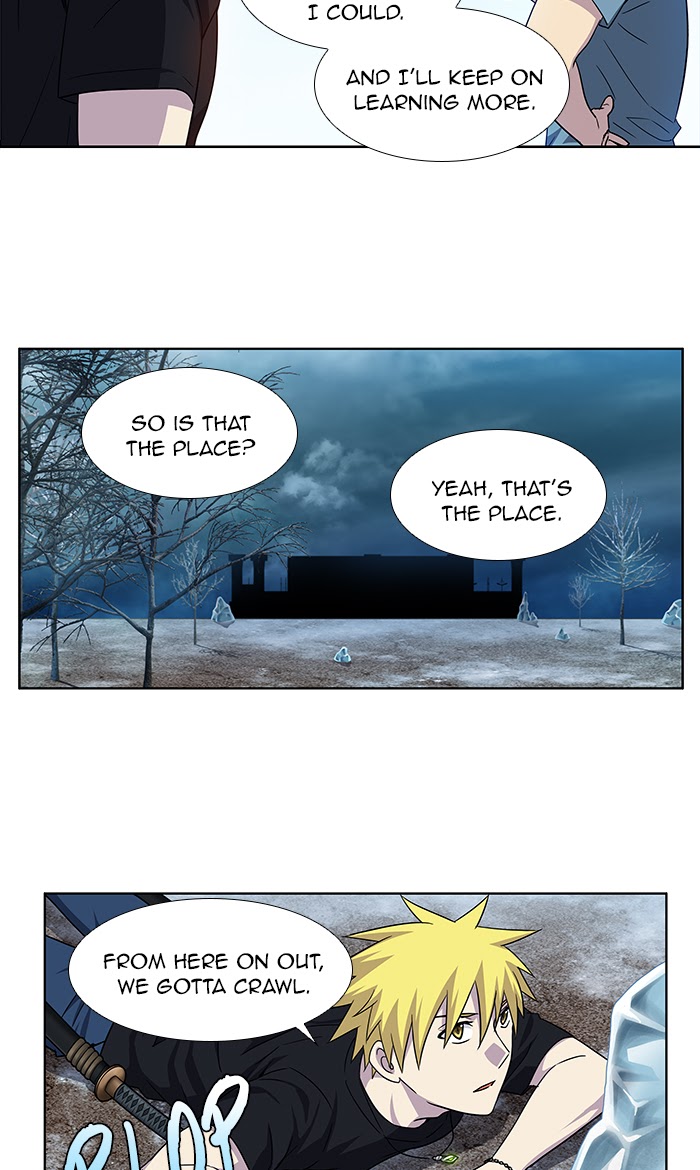 I COULD.
AND I'LL KEEP ON
LEARNING MORE.
SO IS THAT
THE PLACE?
YEAH, THAT'S
THE PLACE.
FROM HERE ON OUT,
WE GOTTA CRAWL.
PLOP